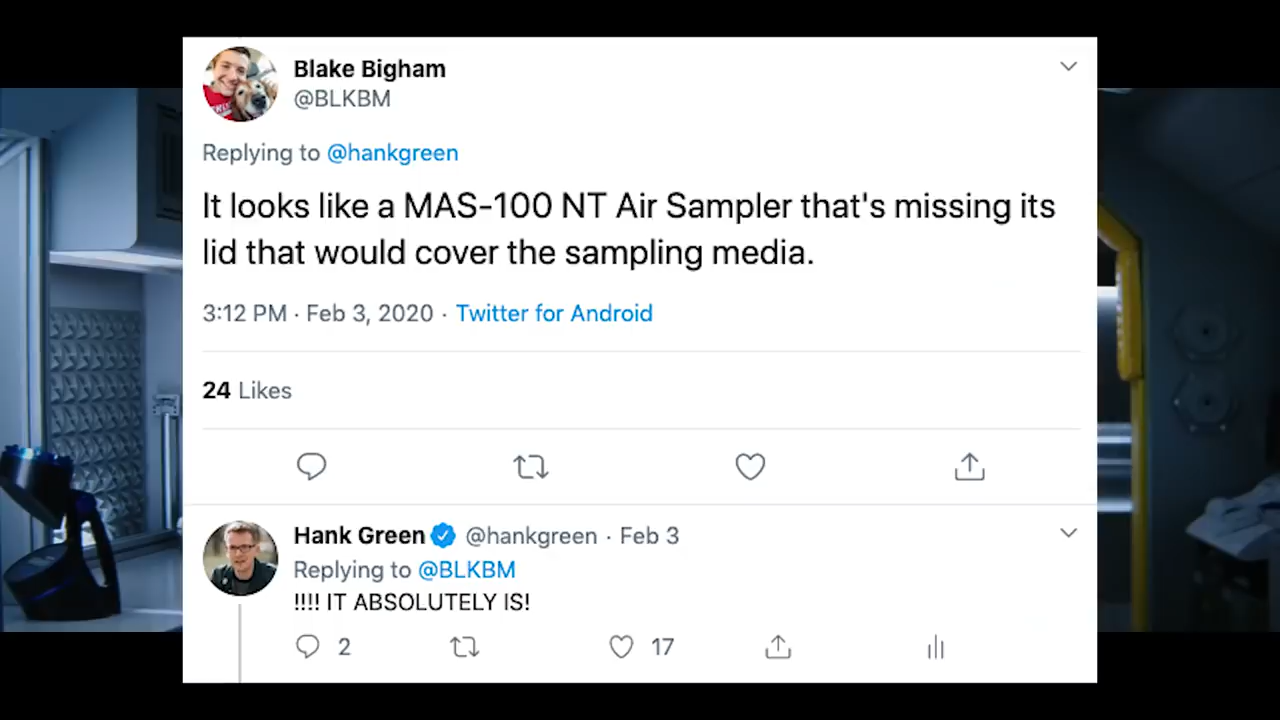 Blake Bigham
@BLKBM
Replying to @hankgreen
It looks like a MAS-100 NT Air Sampler that's missing its
lid that would cover the sampling media.
3:12 PM · Feb 3, 2020 · Twitter for Android
24 Likes
Hank Green @hankgreen · Feb 3
Replying to @BLKBM
!!!! IT ABSOLUTELY IS!
2 17